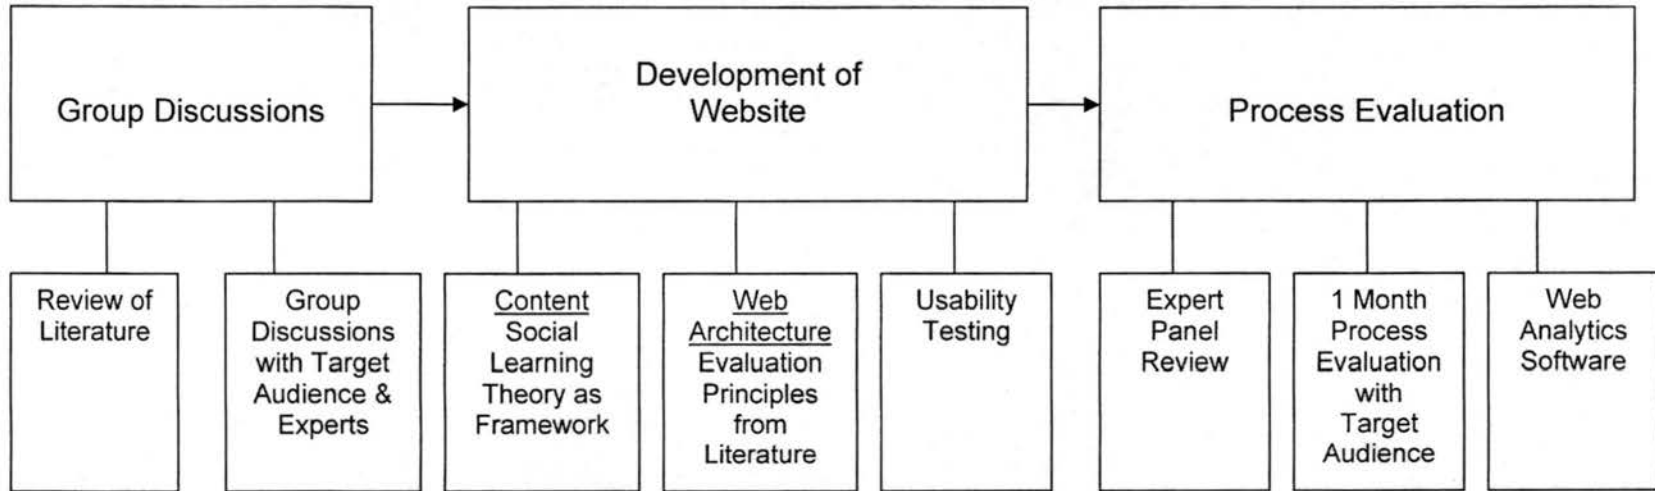 Group Discussions
Development of
Website
Process Evaluation
Review of
Literature
Group
Discussions
with Target
Audience &
Experts
Content
Social
Learning
Theory as
Framework
Web
Architecture
Evaluation
Principles
from
Literature
Usability
Testing
Expert
Panel
Review
1 Month
Process
Evaluation
with
Target
Audience
Web
Analytics
Software